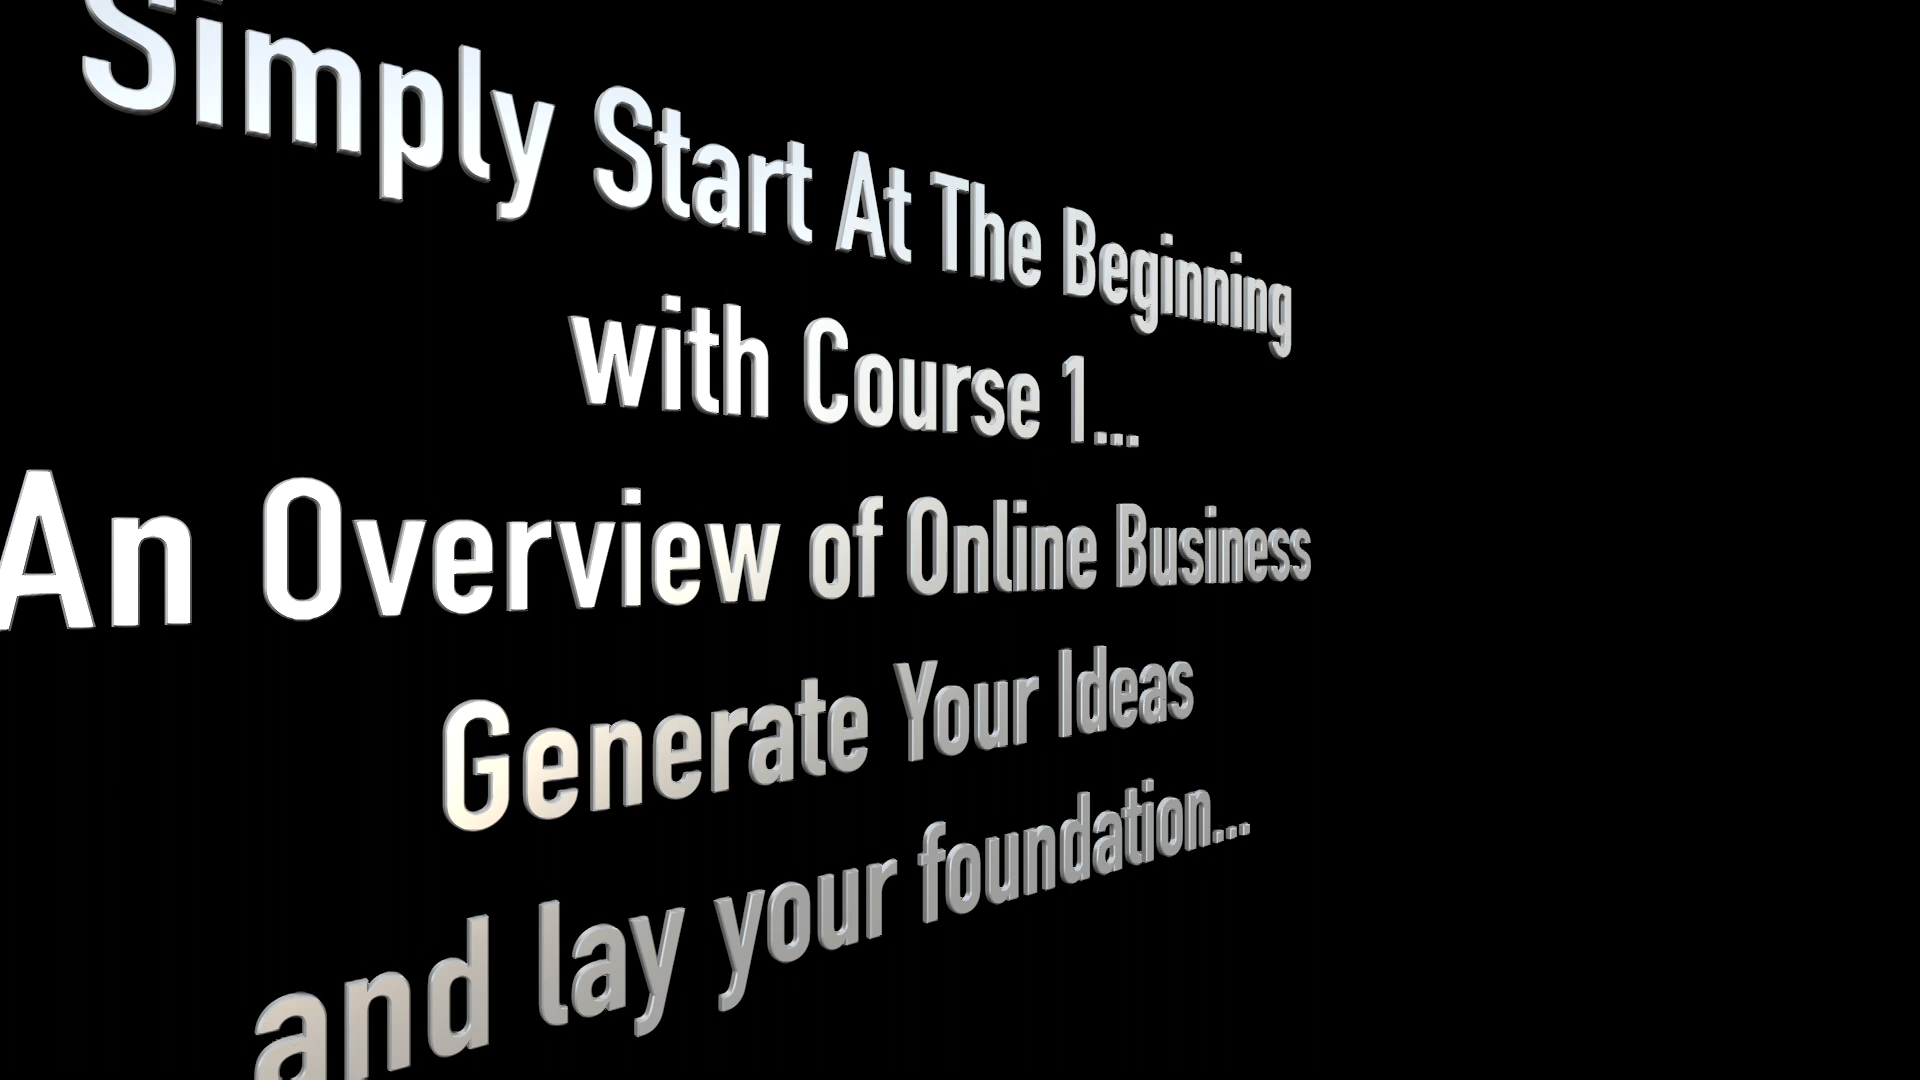 Simply Start At The Beginning
with Course 1...
An Overview of Online Business
Generate Your Ideas
and lay your foundation...